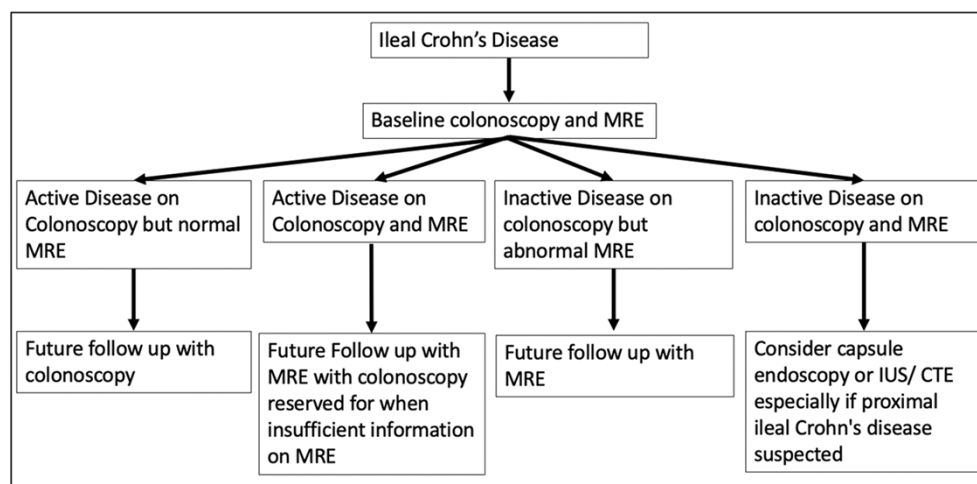 Ileal Crohn’s Disease
Baseline colonoscopy and MRE
Active Disease on
Colonoscopy but normal
MRE
Active Disease on
Colonoscopy and MRE
Inactive Disease on
colonoscopy but
abnormal MRE
Inactive Disease on
colonoscopy and MRE
Future follow up with
colonoscopy
Future Follow up with
MRE with colonoscopy
reserved for when
insufficient information
on MRE
Future follow up with
MRE
Consider capsule
endoscopy or IUS/ CTE
especially if proximal
ileal Crohn's disease
suspected